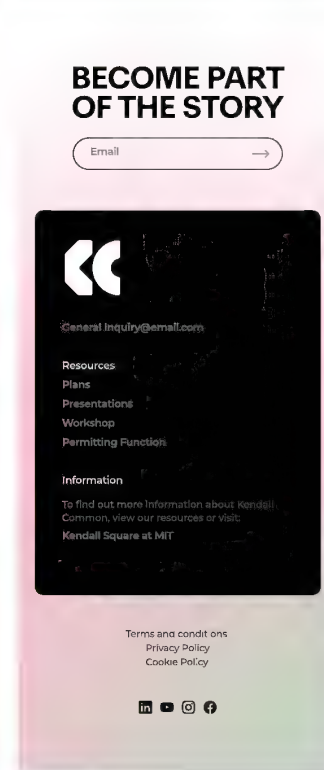 BECOME PART
OF THE STORY
Email
General Inquiry@email.com
Resources
Plans
Presentations
Workshop
Permitting Function
Information
To find out more information about Kendall
Common, view our resources or visit:
Kendall Square at MIT
Terms and conditions
Privacy Policy
Cookie Policy